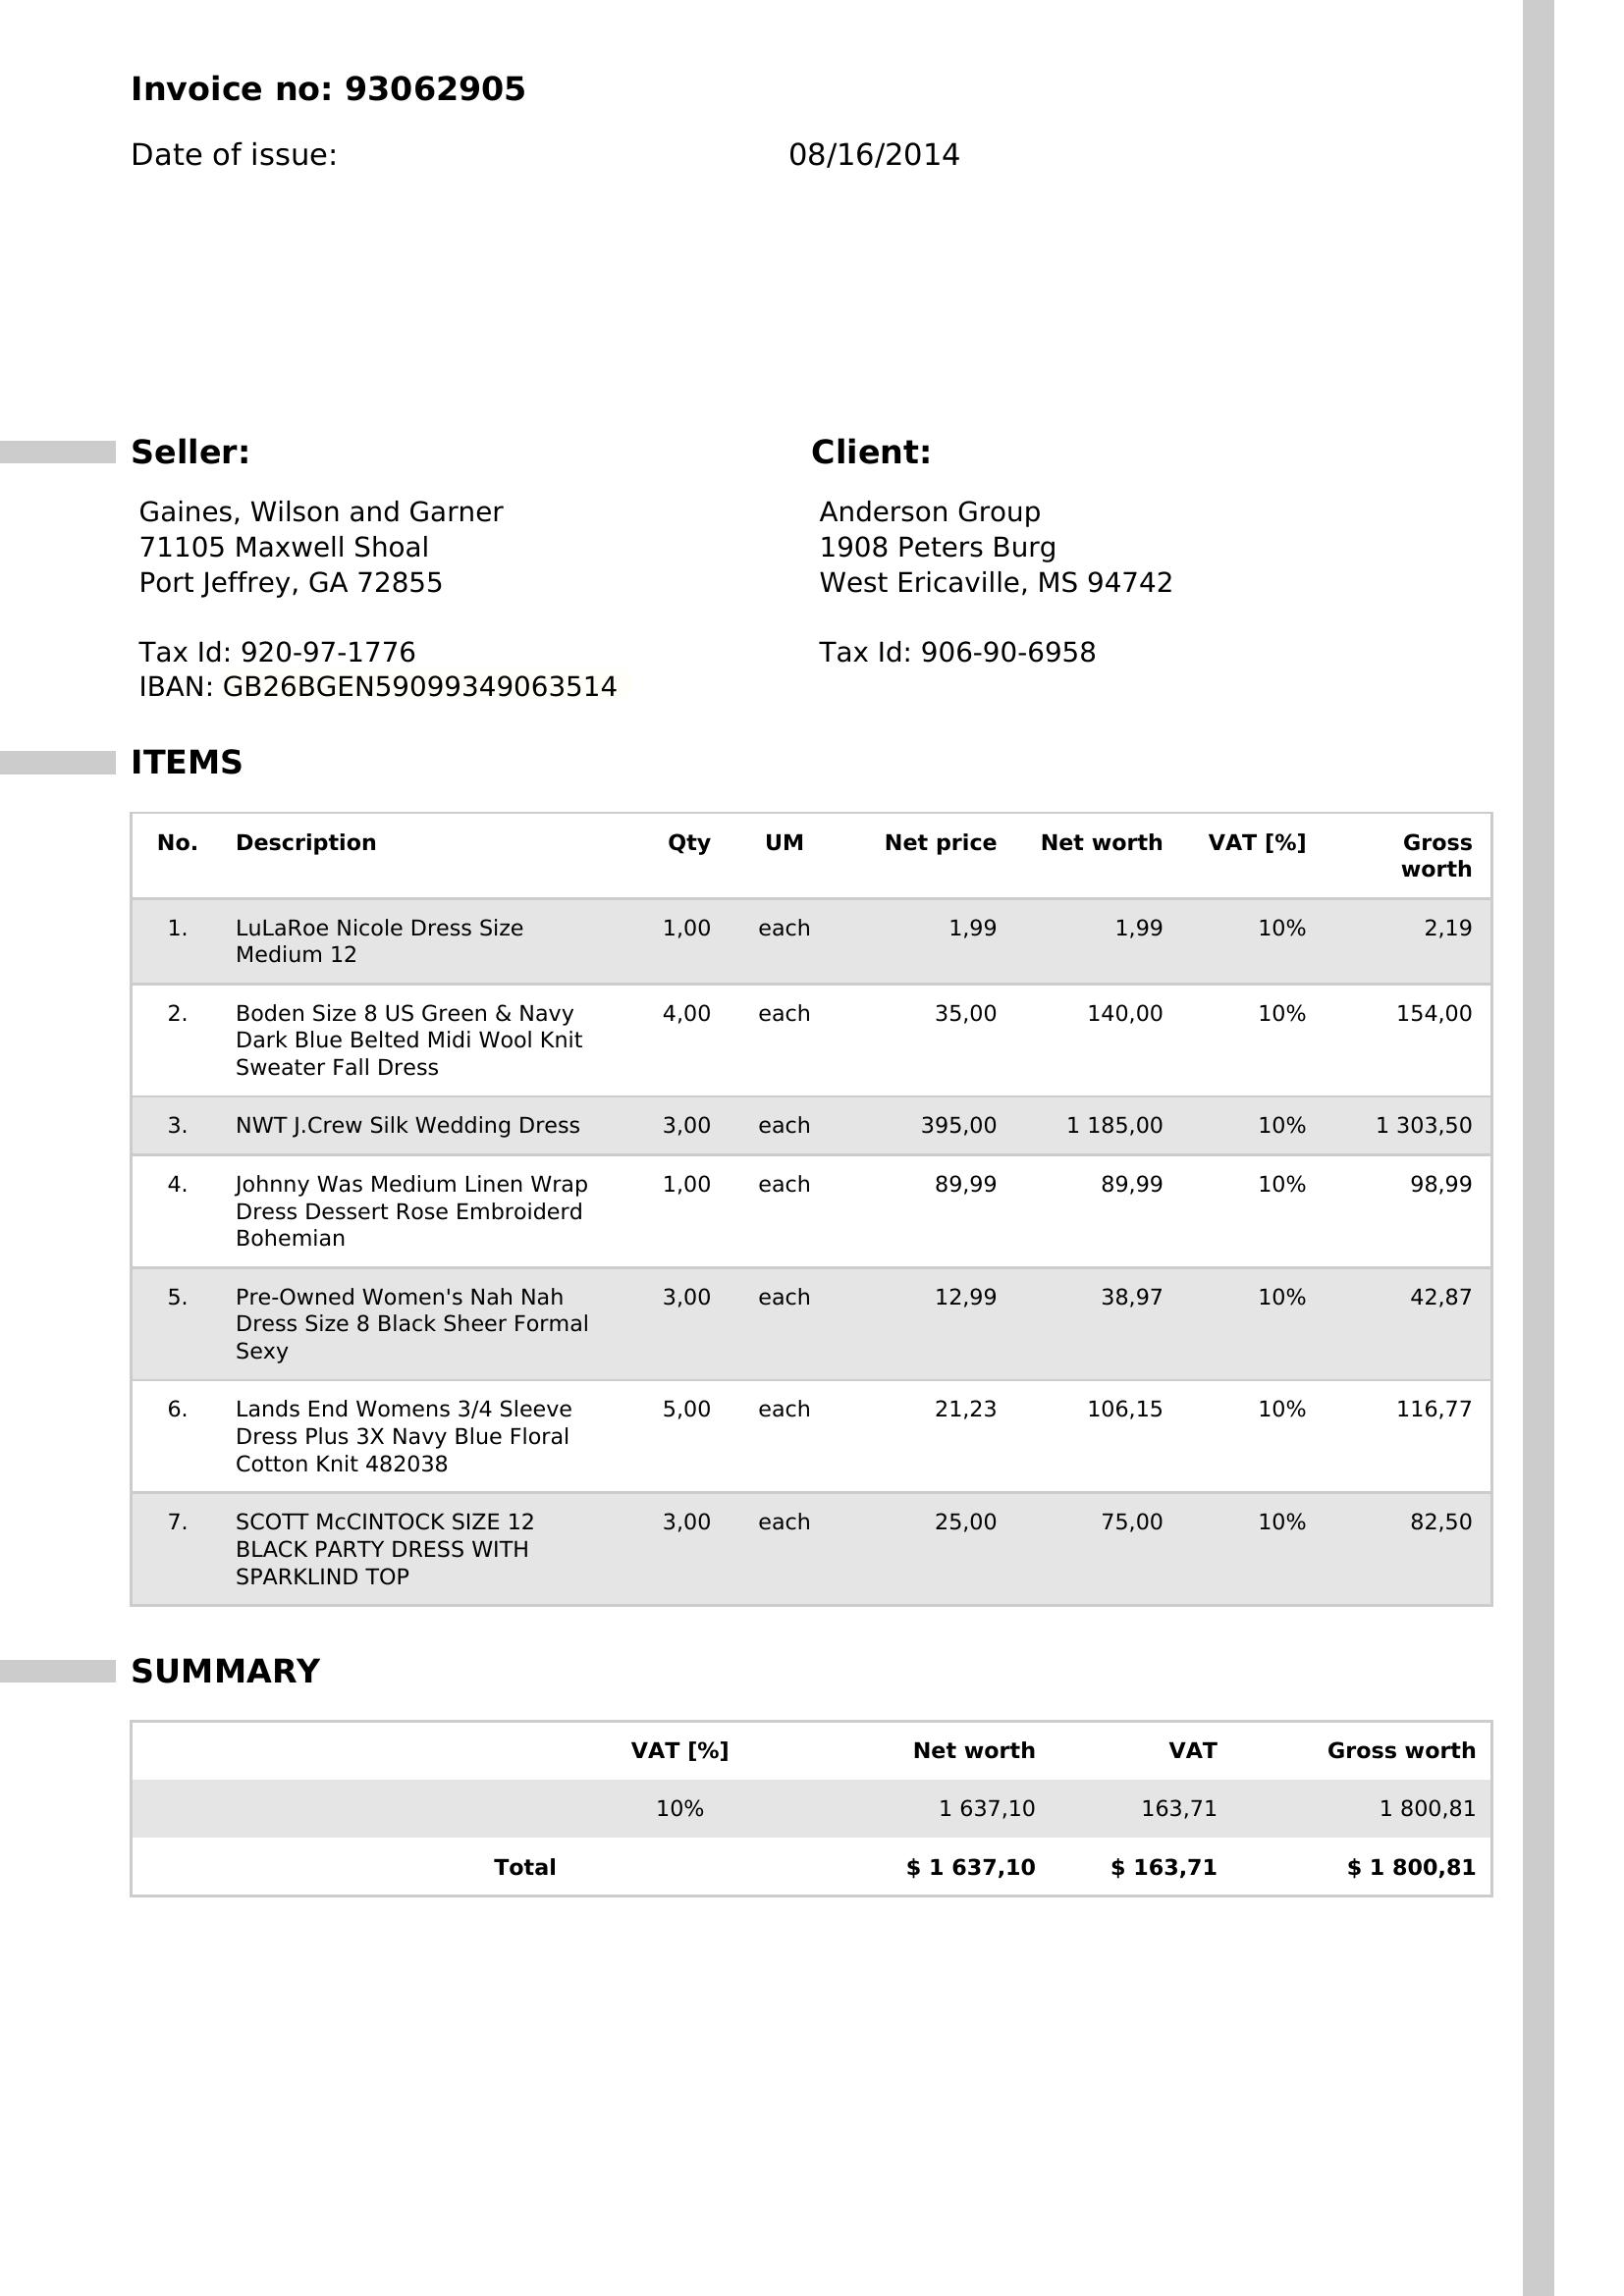 Invoice no: 93062905
Date of issue: 08/16/2014
Seller: Client:
Gaines, Wilson and Garner
71105 Maxwell Shoal
Port Jeffrey, GA 72855
Tax Id: 920-97-1776
IBAN: GB26BGEN59099349063514
Anderson Group
1908 Peters Burg
West Ericaville, MS 94742
Tax Id: 906-90-6958
ITEMS
No. Description Qty UM Net price Net worth VAT [%] Gross
worth
1. LuLaRoe Nicole Dress Size 1,00 each 1,99 1,99 10% 2,19
Medium 12
2. Boden Size 8 US Green & Navy 4,00 each 35,00 140,00 10% 154,00
Dark Blue Belted Midi Wool Knit
Sweater Fall Dress
3. NWT J.Crew Silk Wedding Dress 3,00 each 395,00 1 185,00 10% 1 303,50
4. Johnny Was Medium Linen Wrap 1,00 each 89,99 89,99 10% 98,99
Dress Dessert Rose Embroiderd
Bohemian
5. Pre-Owned Women's Nah Nah 3,00 each 12,99 38,97 10% 42,87
Dress Size 8 Black Sheer Formal
Sexy
6. Lands End Womens 3/4 Sleeve 5,00 each 21,23 106,15 10% 116,77
Dress Plus 3X Navy Blue Floral
Cotton Knit 482038
7. SCOTT McCINTOCK SIZE 12 3,00 each 25,00 75,00 10% 82,50
BLACK PARTY DRESS WITH
SPARKLIND TOP
SUMMARY
VAT [%] Net worth VAT Gross worth
10% 1 637,10 163,71 1 800,81
Total $ 1 637,10 $ 163,71 $ 1 800,81